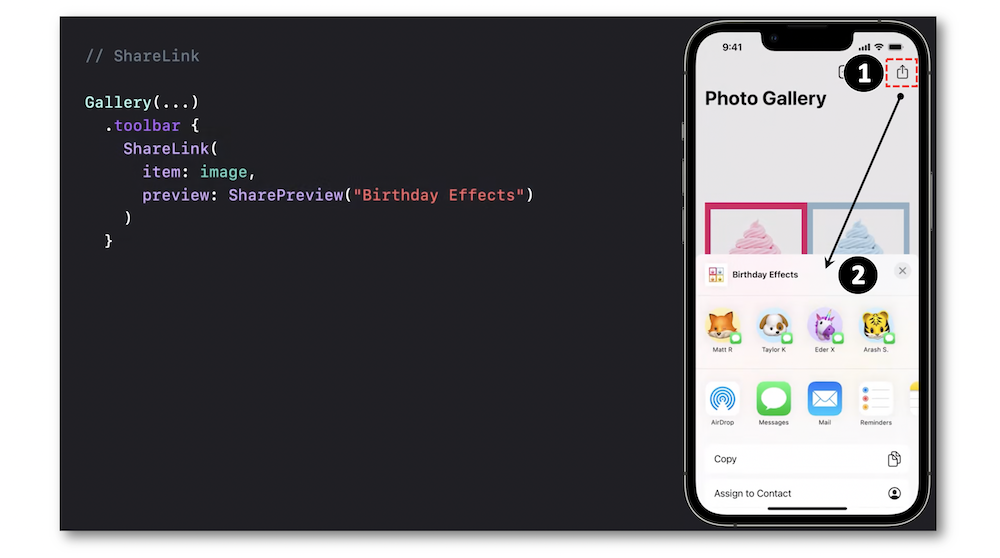 // ShareLink
Gallery(...)
.toolbar {
ShareLink(
item: image,
preview: SharePreview("Birthday Effects")
)
}
9:41
1
Photo Gallery
Birthday Effects
2
Matt R
Taylor K
Eder X
Arash S.
AirDrop
Messages
Mail
Reminders
Copy
Assign to Contact